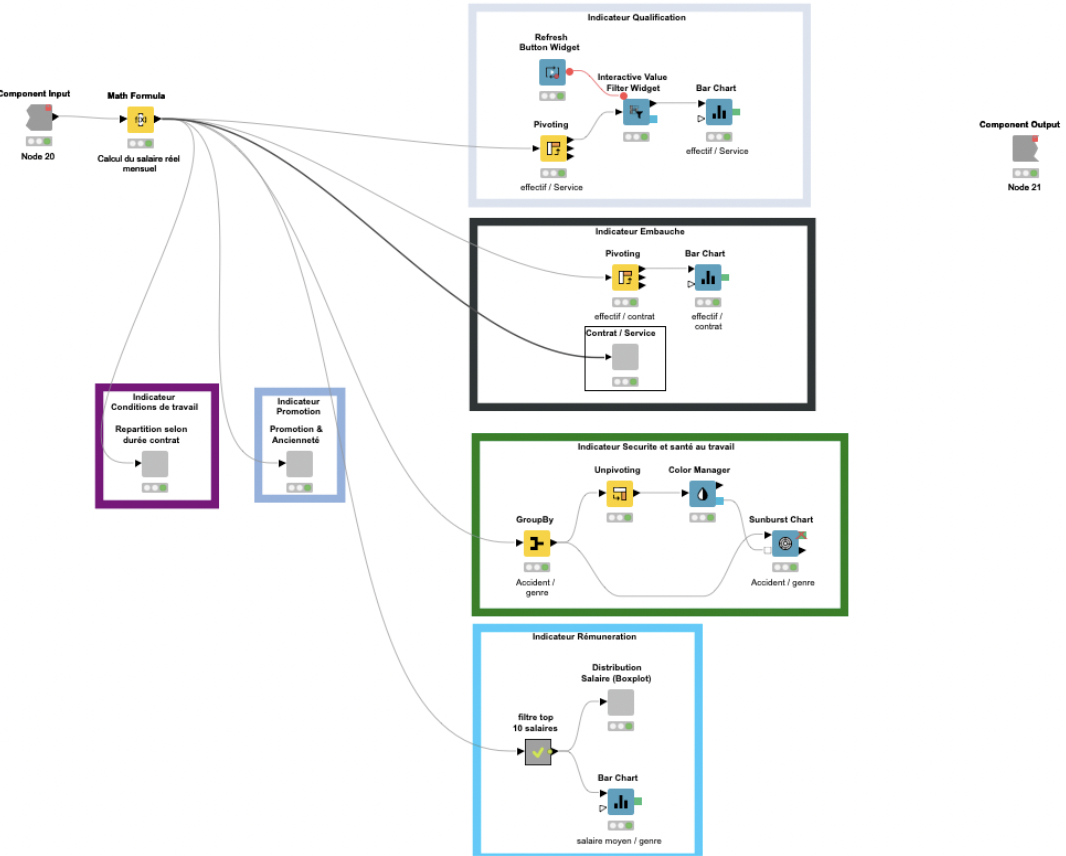 Indicateur Qualification
Refresh
Button Widget
Interactive Value
Filter Widget
Bar Chart
Component Input
Math Formula
Pivoting
Component Output
effectif / Service
Node 20
Calcul du salaire réel
mensuel
effectif / Service
Node 21
Indicateur Embauche
Pivoting
Bar Chart
effectif / contrat
effectif /
contrat
Contrat / Service
Indicateur
Conditions de travail
Repartition selon
durée contrat
Indicateur
Promotion
Promotion &
Ancienneté
Indicateur Securite et santé au travail
Unpivoting
Color Manager
GroupBy
Sunburst Chart
Accident /
genre
Accident / genre
Indicateur Rémuneration
Distribution
Salaire (Boxplot)
filtre top
10 salaires
Bar Chart
salaire moyen / genre